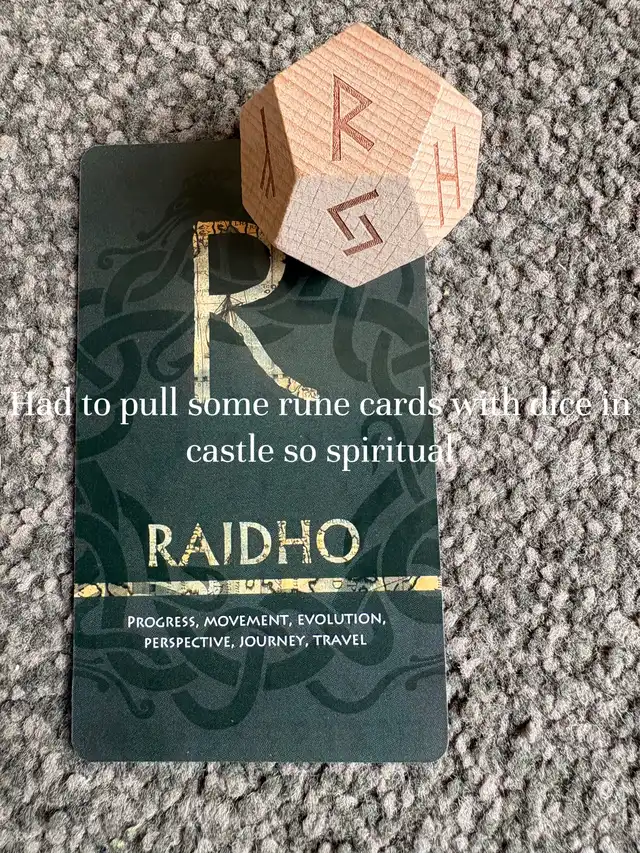 ᚱ
ᚾ ᚺ
ᛃ
R
Had to pull some rune cards with dice in
castle so spiritual
RAIDHO
PROGRESS, MOVEMENT, EVOLUTION,
PERSPECTIVE, JOURNEY, TRAVEL